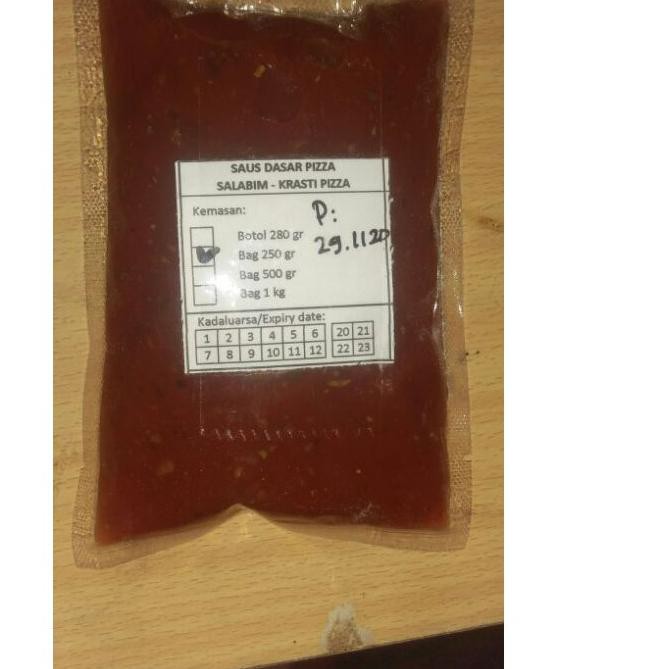 SAUS DASAR PIZZA
SALABIM - KRASTI PIZZA
Kemasan:
P:
29.1120
Botol 280 gr
Bag 250 gr
Bag 500 gr
Bag 1 kg
Kadaluarsa/Expiry date:
1 2 3 4 5 6 20 21
7 8 9 10 11 12 22 23